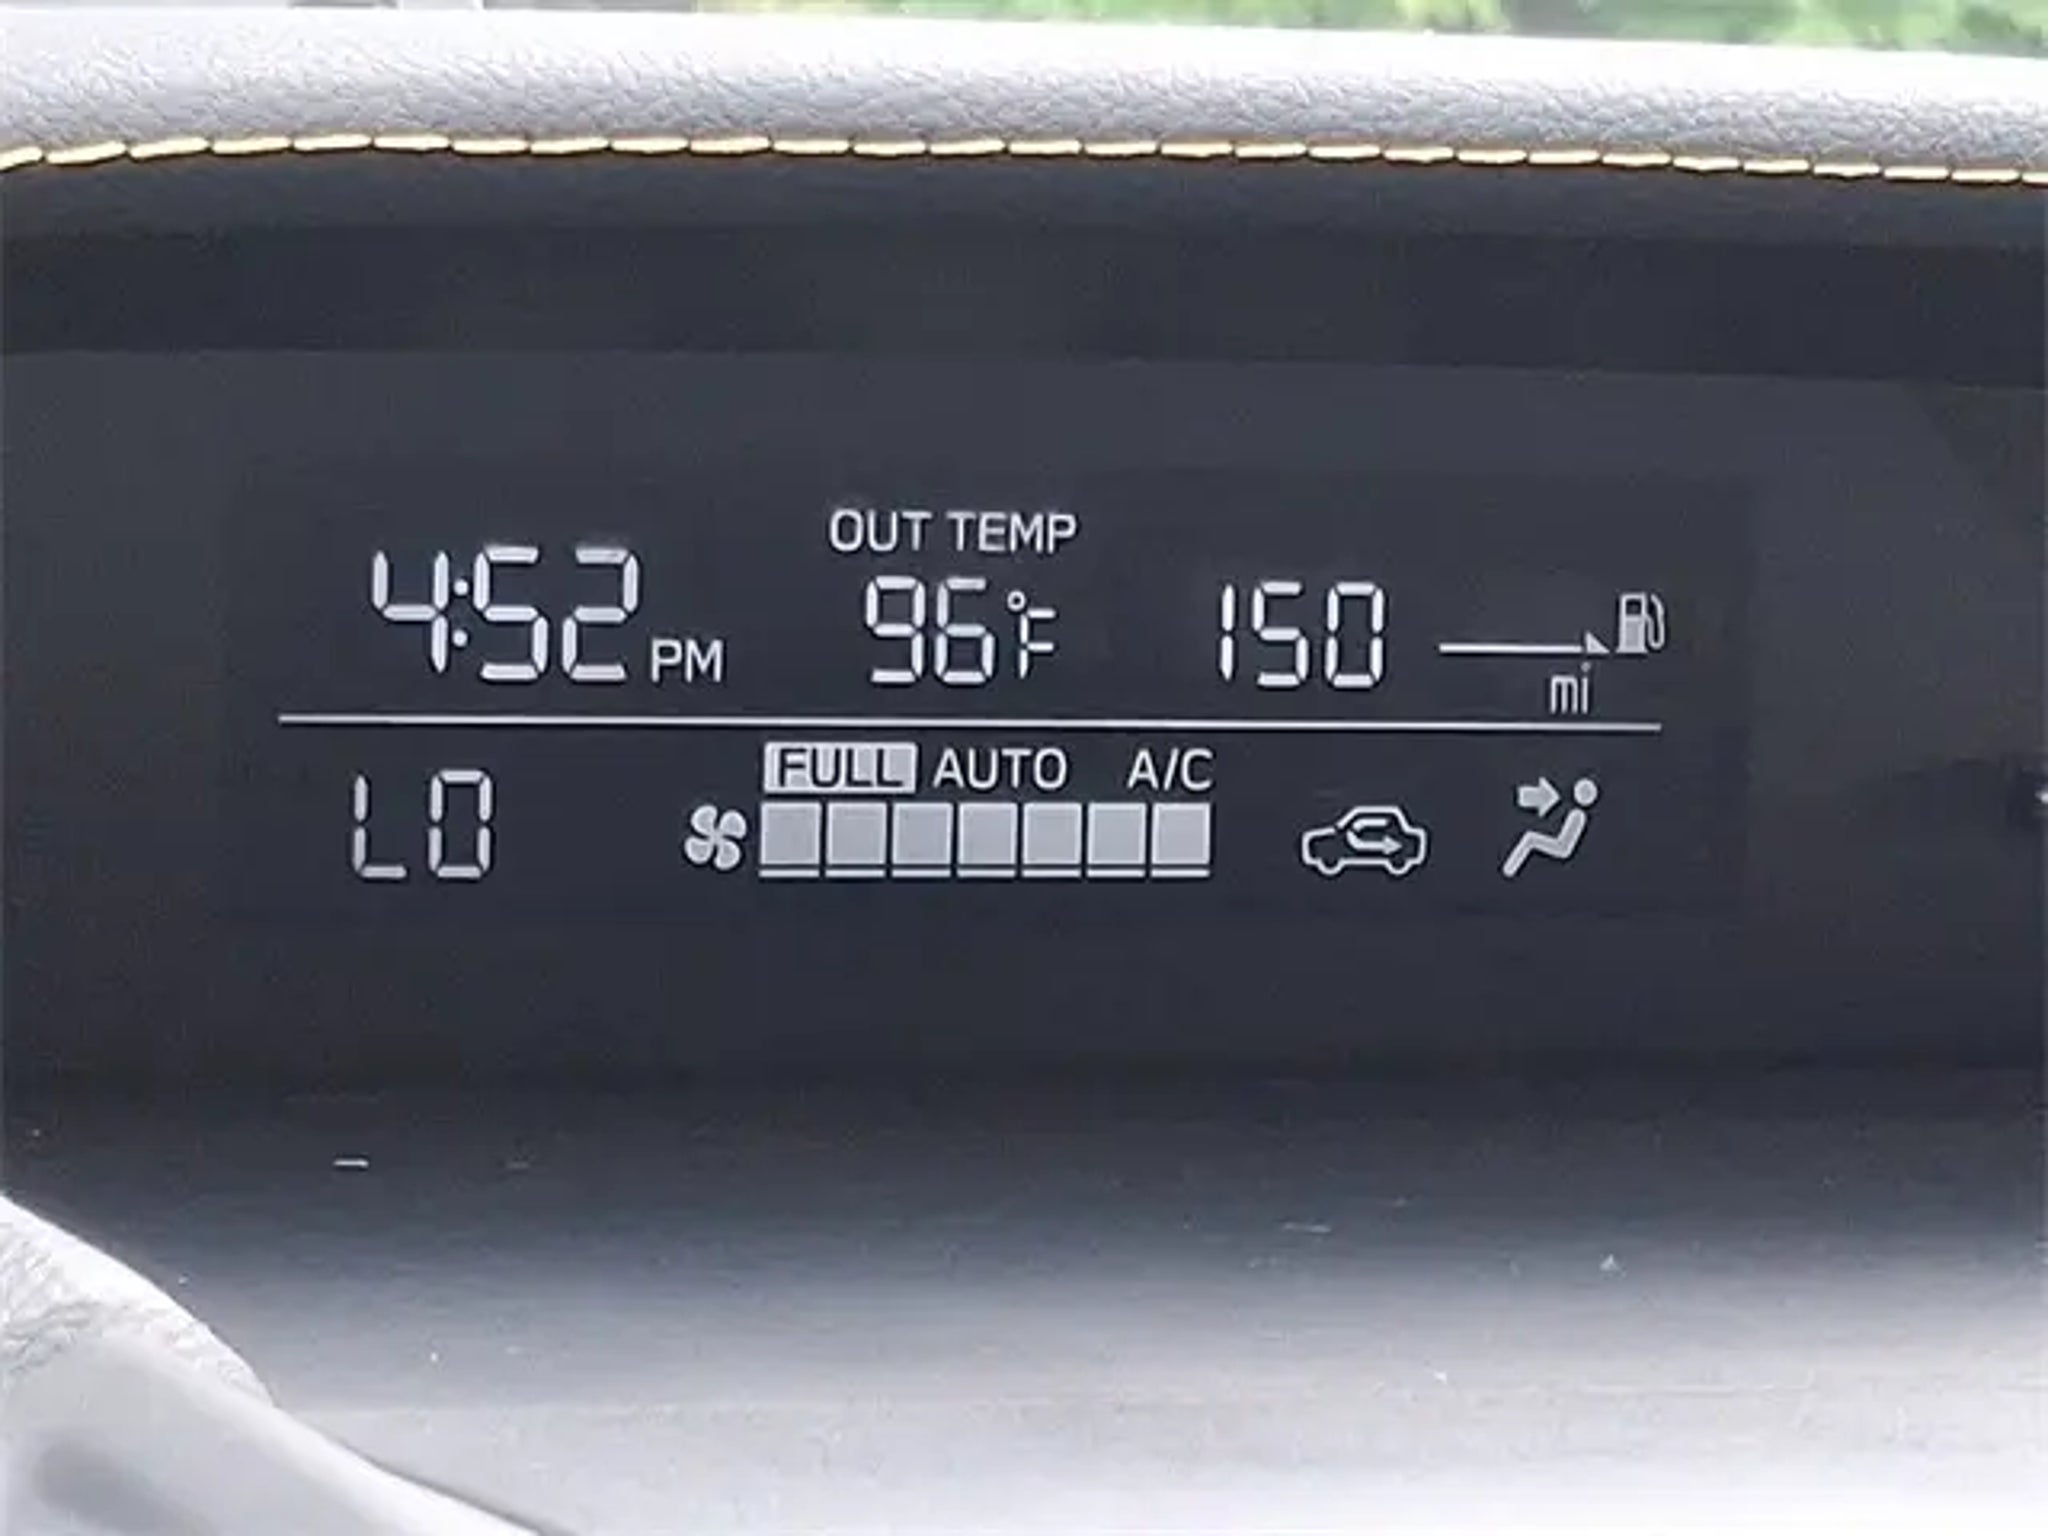 OUT TEMP
4:52 PM 96°F 150 mi
FULL AUTO A/C
LO